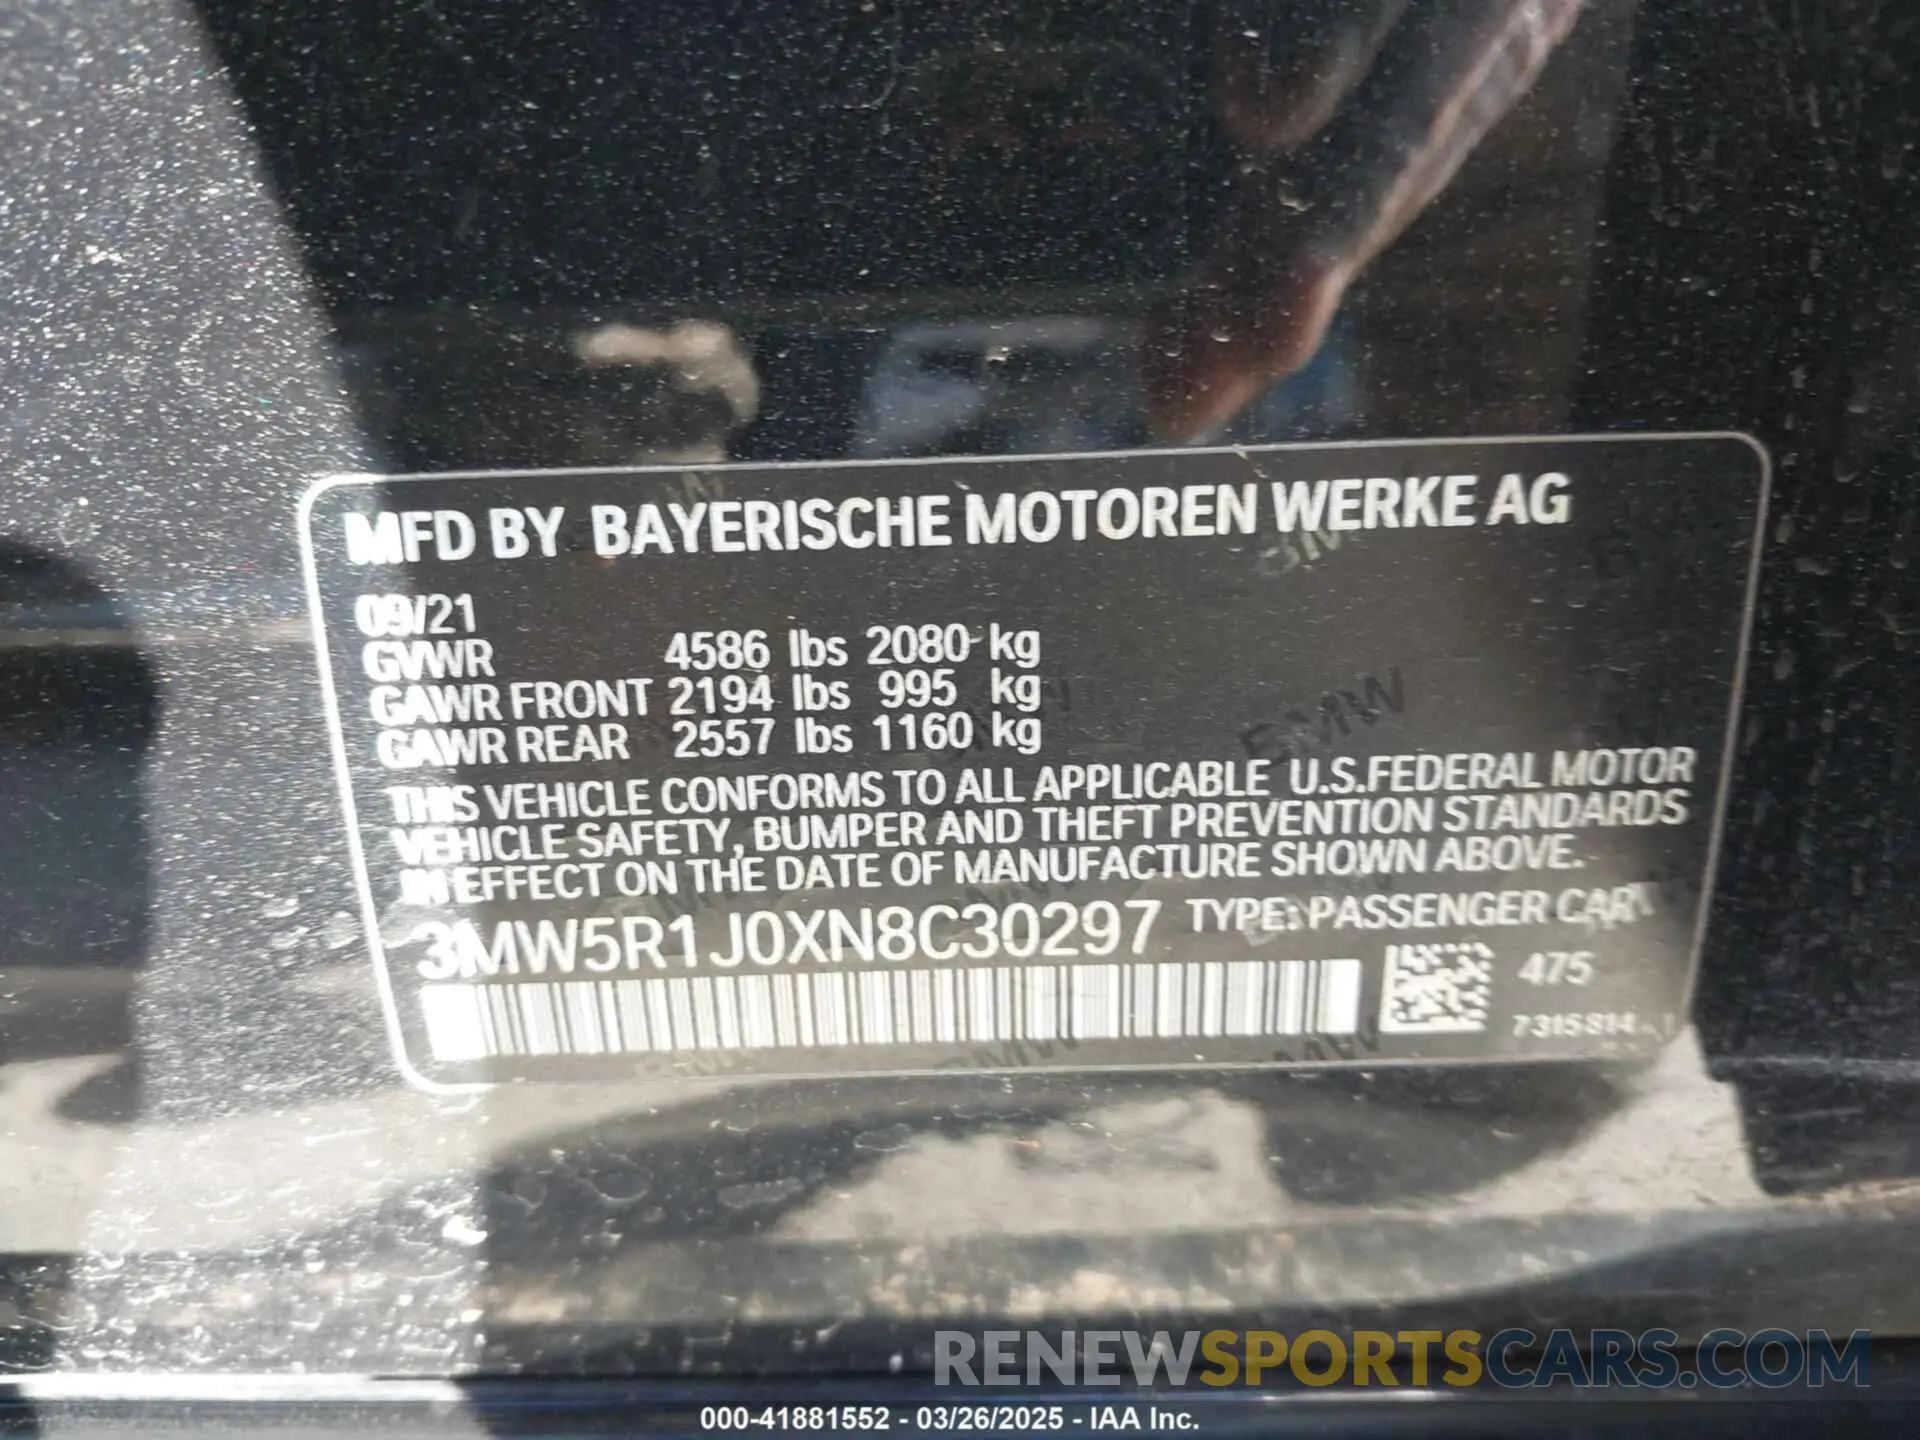 MFD BY BAYERISCHE MOTOREN WERKE AG
09/21
GVWR 4586 lbs 2080 kg
GAWR FRONT 2194 lbs 995 kg
GAWR REAR 2557 lbs 1160 kg
THIS VEHICLE CONFORMS TO ALL APPLICABLE U.S.FEDERAL MOTOR
VEHICLE SAFETY, BUMPER AND THEFT PREVENTION STANDARDS
IN EFFECT ON THE DATE OF MANUFACTURE SHOWN ABOVE.
3MW5R1J0XN8C30297 TYPE: PASSENGER CAR
475
7315814
RENEWSPORTSCARS.COM
000-41881552 - 03/26/2025 - IAA Inc.